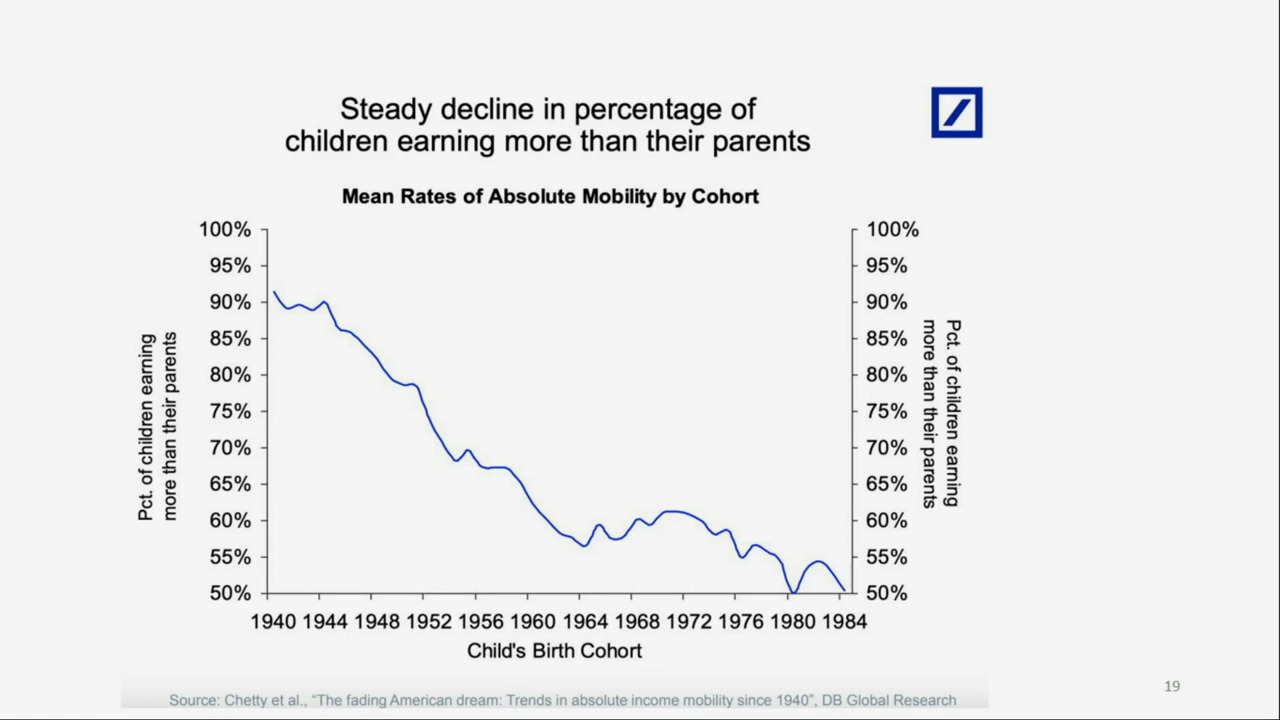 Steady decline in percentage of
children earning more than their parents
Mean Rates of Absolute Mobility by Cohort
Pct. of children earning
more than their parents
100%
95%
90%
85%
80%
75%
70%
65%
60%
55%
50%
100%
95%
90%
85%
80%
75%
70%
65%
60%
55%
50%
Pct. of children earning
more than their parents
1940 1944 1948 1952 1956 1960 1964 1968 1972 1976 1980 1984
Child's Birth Cohort
Source: Chetty et al., “The fading American dream: Trends in absolute income mobility since 1940”, DB Global Research
19